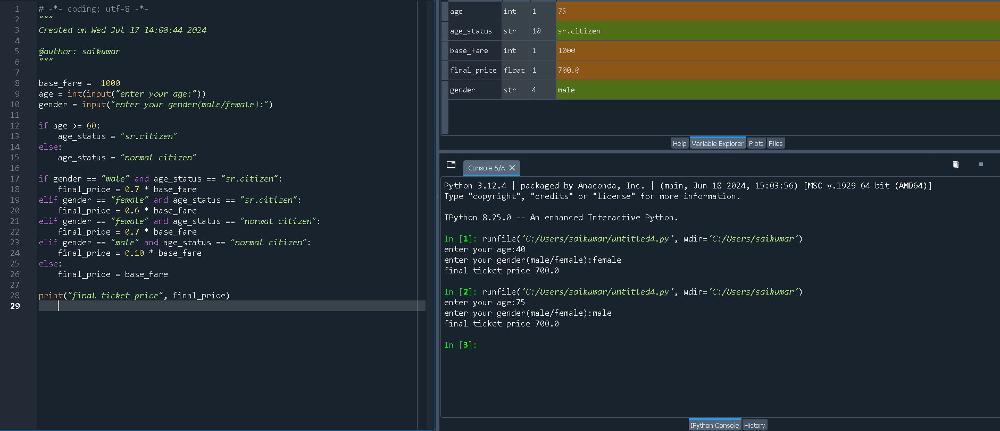 1 # -*- coding: utf-8 -*-
2 """
3 Created on Wed Jul 17 14:08:44 2024
4
5 @author: saikumar
6 """
7
8 base_fare =  1000
9 age = int(input("enter your age:"))
10 gender = input("enter your gender(male/female):")
11
12 if age >= 60:
13     age_status = "sr.citizen"
14 else:
15     age_status = "normal citizen"
16
17 if gender == "male" and age_status == "sr.citizen":
18     final_price = 0.7 * base_fare
19 elif gender == "female" and age_status == "sr.citizen":
20     final_price = 0.6 * base_fare
21 elif gender == "female" and age_status == "normal citizen":
22     final_price = 0.7 * base_fare
23 elif gender == "male" and age_status == "normal citizen":
24     final_price = 0.10 * base_fare
25 else:
26     final_price = base_fare
27
28 print("final ticket price", final_price)
29
age int 1 75
age_status str 10 sr.citizen
base_fare int 1 1000
final_price float 1 700.0
gender str 4 male
Help Variable Explorer Plots Files
Console 6/A
Python 3.12.4 | packaged by Anaconda, Inc. | (main, Jun 18 2024, 15:03:56) [MSC v.1929 64 bit (AMD64)]
Type "copyright", "credits" or "license" for more information.
IPython 8.25.0 -- An enhanced Interactive Python.
In [1]: runfile('C:/Users/saikumar/untitled4.py', wdir='C:/Users/saikumar')
enter your age:40
enter your gender(male/female):female
final ticket price 700.0
In [2]: runfile('C:/Users/saikumar/untitled4.py', wdir='C:/Users/saikumar')
enter your age:75
enter your gender(male/female):male
final ticket price 700.0
In [3]:
IPython Console History